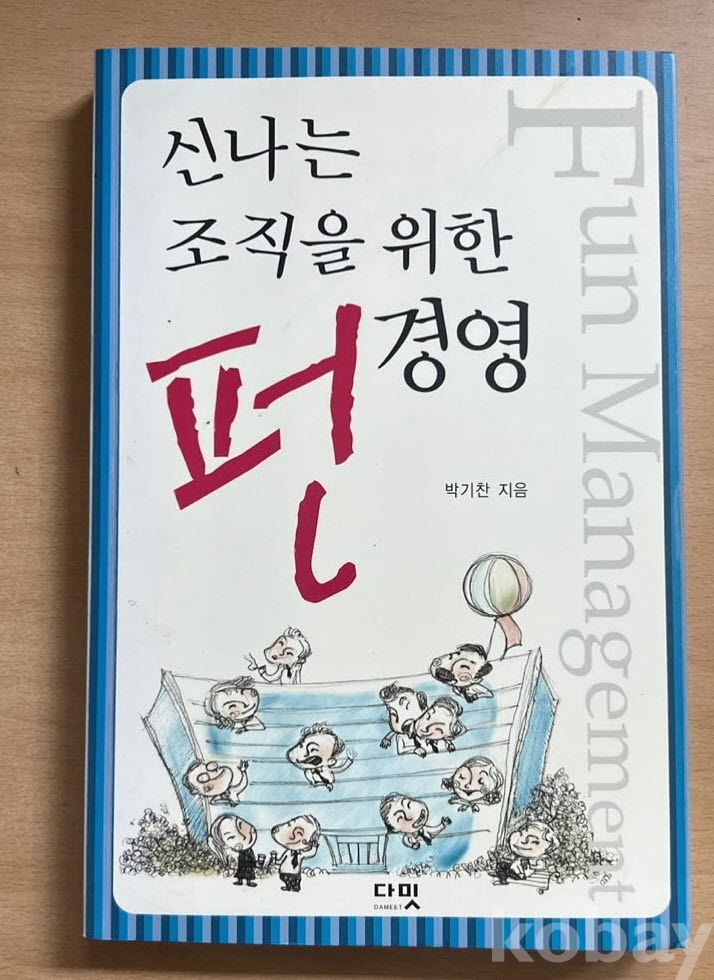 신나는
조직을 위한
펀 경영
박기찬 지음
Fun Management
다밋
DAMEET
kobay